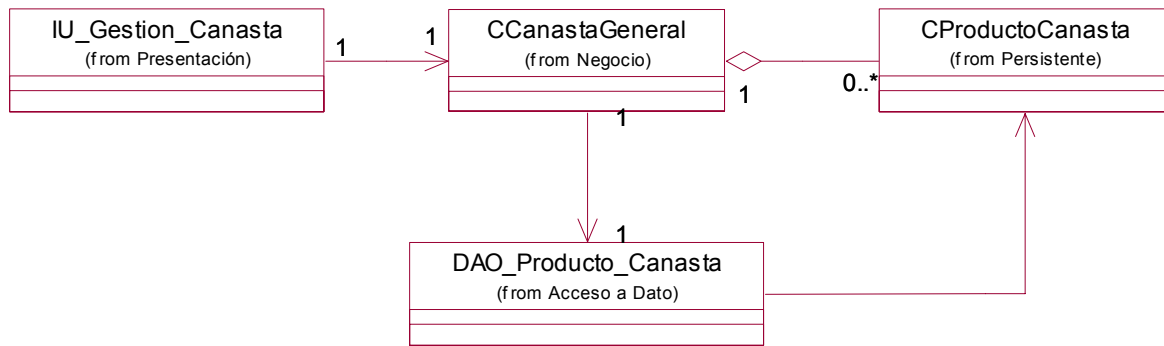 IU_Gestion_Canasta
(from Presentación)
1
1
CCanastaGeneral
(from Negocio)
1
0..*
CProductoCanasta
(from Persistente)
1
1
DAO_Producto_Canasta
(from Acceso a Dato)